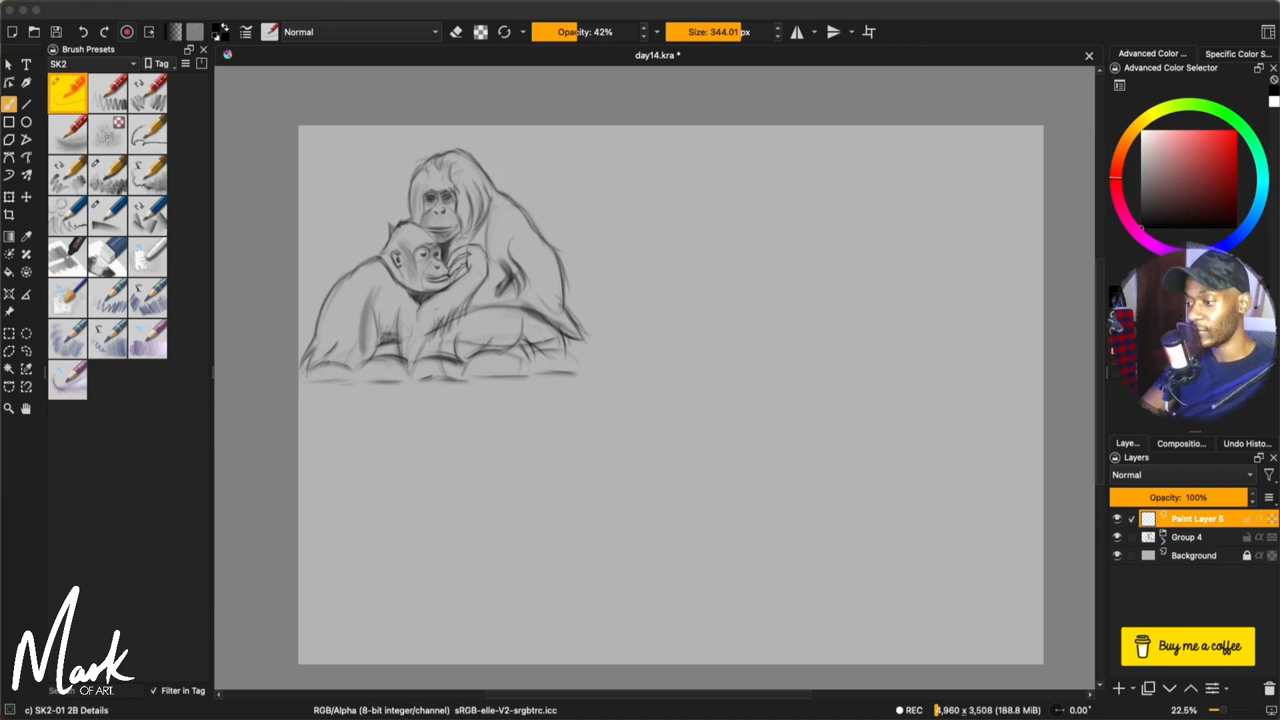 Normal
Opacity: 42%
Size: 344.01 px
Brush Presets
day14.kra *
Advanced Color ...
Specific Color S...
SK2
Tag
Advanced Color Selector
Laye...
Compositio...
Undo Histo...
Layers
Normal
Opacity: 100%
Paint Layer 5
Group 4
Background
Buy me a coffee
Mark
OF ART.
Filter in Tag
c) SK2-01 2B Details
RGB/Alpha (8-bit integer/channel) sRGB-elle-V2-srgbtrc.icc
REC
4,960 x 3,508 (188.8 MiB)
0.00°
22.5%